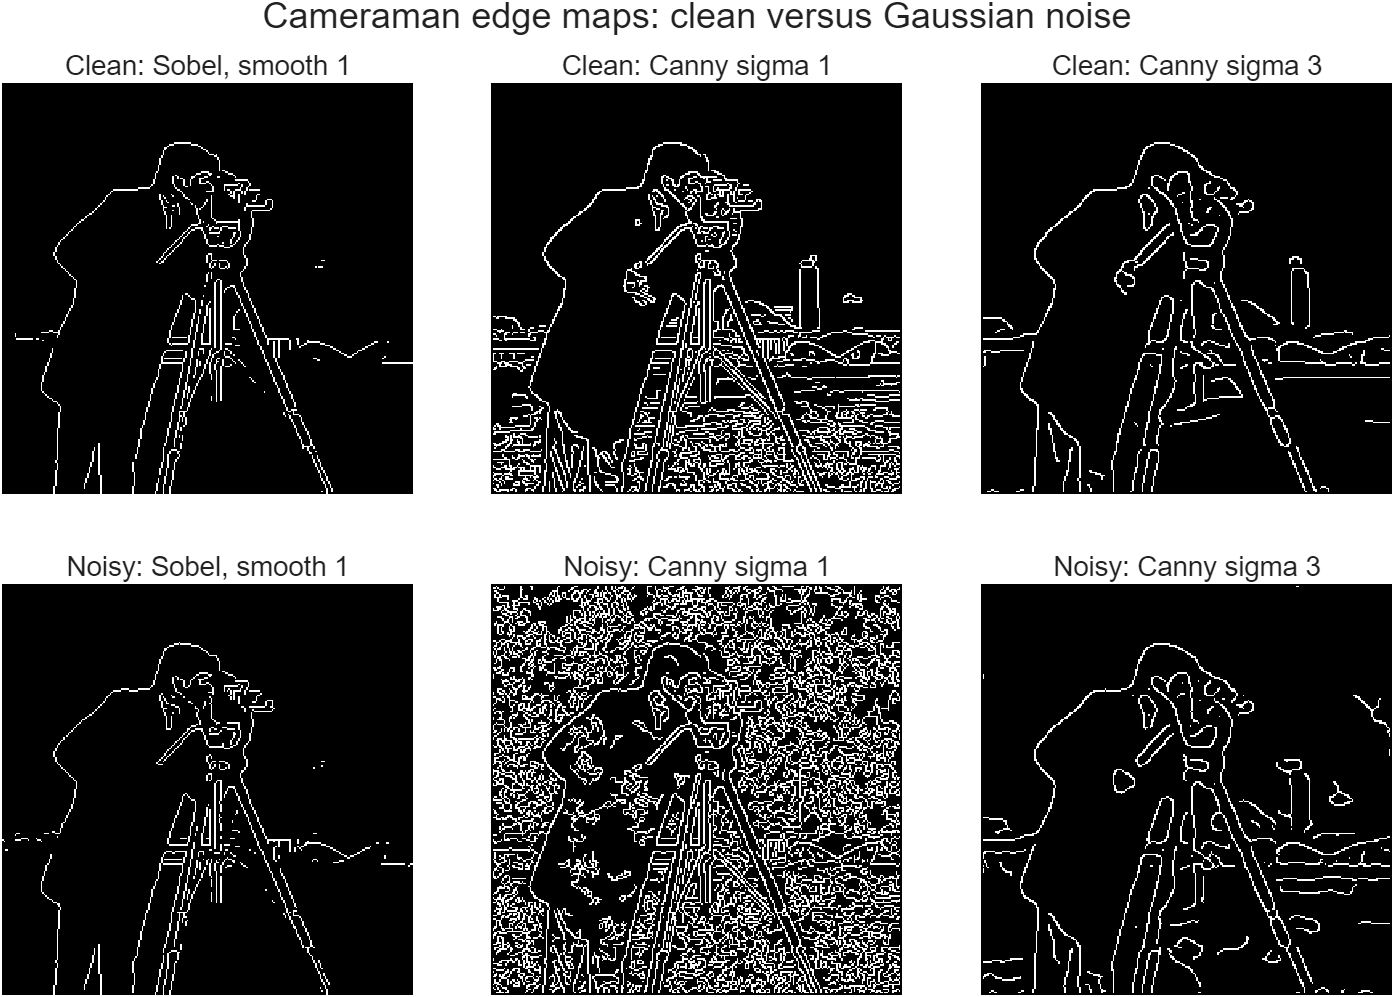 Cameraman edge maps: clean versus Gaussian noise
Clean: Sobel, smooth 1
Clean: Canny sigma 1
Clean: Canny sigma 3
Noisy: Sobel, smooth 1
Noisy: Canny sigma 1
Noisy: Canny sigma 3